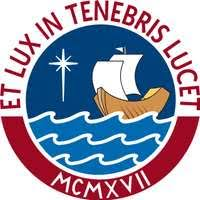 ET LUX IN TENEBRIS LUCET
MCMXVII